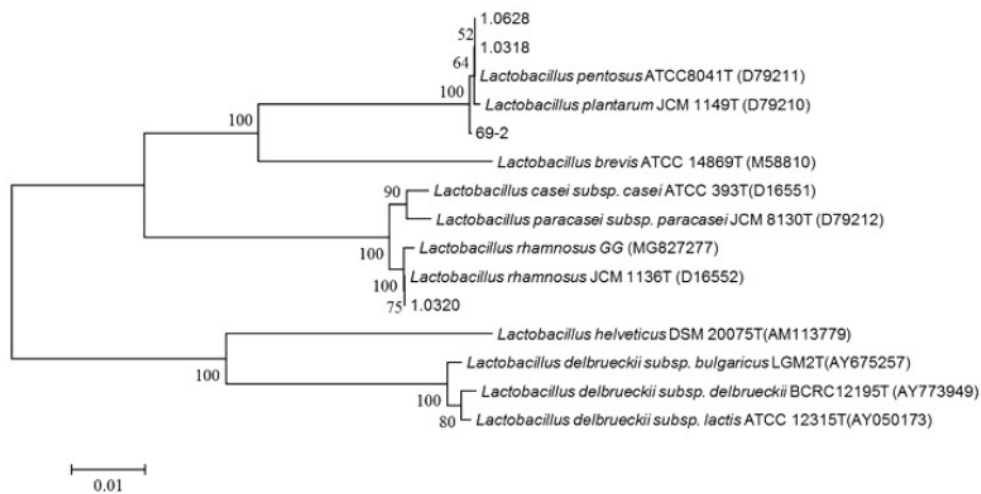 1.0628
52
1.0318
64
Lactobacillus pentosus ATCC8041T (D79211)
100
Lactobacillus plantarum JCM 1149T (D79210)
100
69-2
Lactobacillus brevis ATCC 14869T (M58810)
90
Lactobacillus casei subsp. casei ATCC 393T(D16551)
Lactobacillus paracasei subsp. paracasei JCM 8130T (D79212)
Lactobacillus rhamnosus GG (MG827277)
100
Lactobacillus rhamnosus JCM 1136T (D16552)
100
75
1.0320
Lactobacillus helveticus DSM 20075T(AM113779)
Lactobacillus delbrueckii subsp. bulgaricus LGM2T(AY675257)
100
Lactobacillus delbrueckii subsp. delbrueckii BCRC12195T (AY773949)
100
Lactobacillus delbrueckii subsp. lactis ATCC 12315T(AY050173)
80
0.01